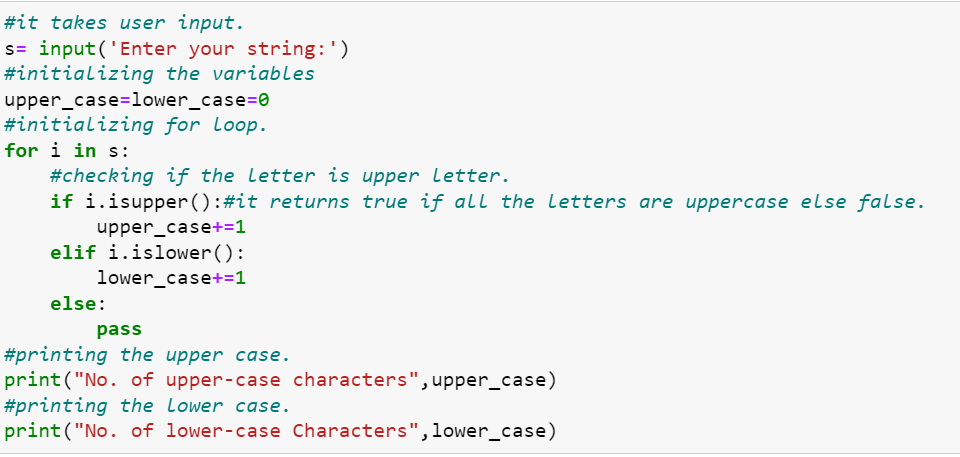 #it takes user input.
s= input('Enter your string:')
#initializing the variables
upper_case=lower_case=0
#initializing for loop.
for i in s:
    #checking if the letter is upper letter.
    if i.isupper():#it returns true if all the letters are uppercase else false.
        upper_case+=1
    elif i.islower():
        lower_case+=1
    else:
        pass
#printing the upper case.
print("No. of upper-case characters",upper_case)
#printing the lower case.
print("No. of lower-case Characters",lower_case)